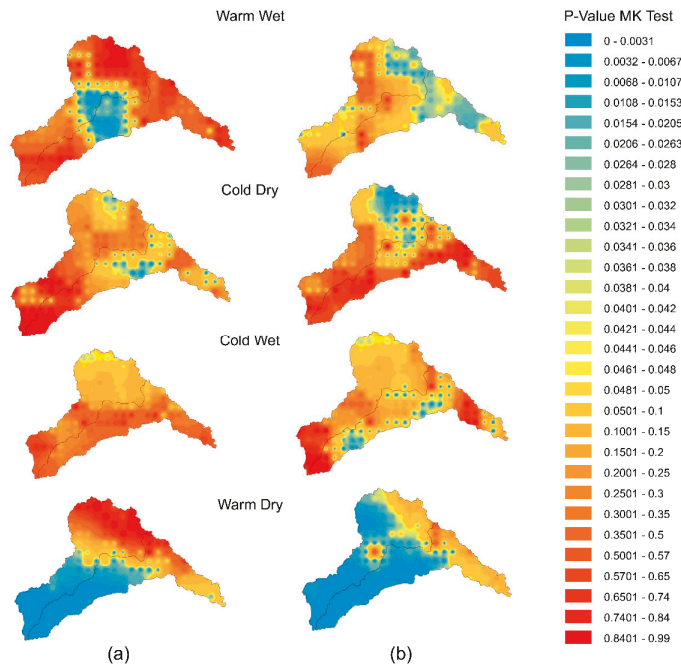 Warm Wet
Cold Dry
Cold Wet
Warm Dry
(a)
(b)
P-Value MK Test
0 - 0.0031
0.0032 - 0.0067
0.0068 - 0.0107
0.0108 - 0.0153
0.0154 - 0.0205
0.0206 - 0.0263
0.0264 - 0.028
0.0281 - 0.03
0.0301 - 0.032
0.0321 - 0.034
0.0341 - 0.036
0.0361 - 0.038
0.0381 - 0.04
0.0401 - 0.042
0.0421 - 0.044
0.0441 - 0.046
0.0461 - 0.048
0.0481 - 0.05
0.0501 - 0.1
0.1001 - 0.15
0.1501 - 0.2
0.2001 - 0.25
0.2501 - 0.3
0.3001 - 0.35
0.3501 - 0.5
0.5001 - 0.57
0.5701 - 0.65
0.6501 - 0.74
0.7401 - 0.84
0.8401 - 0.99